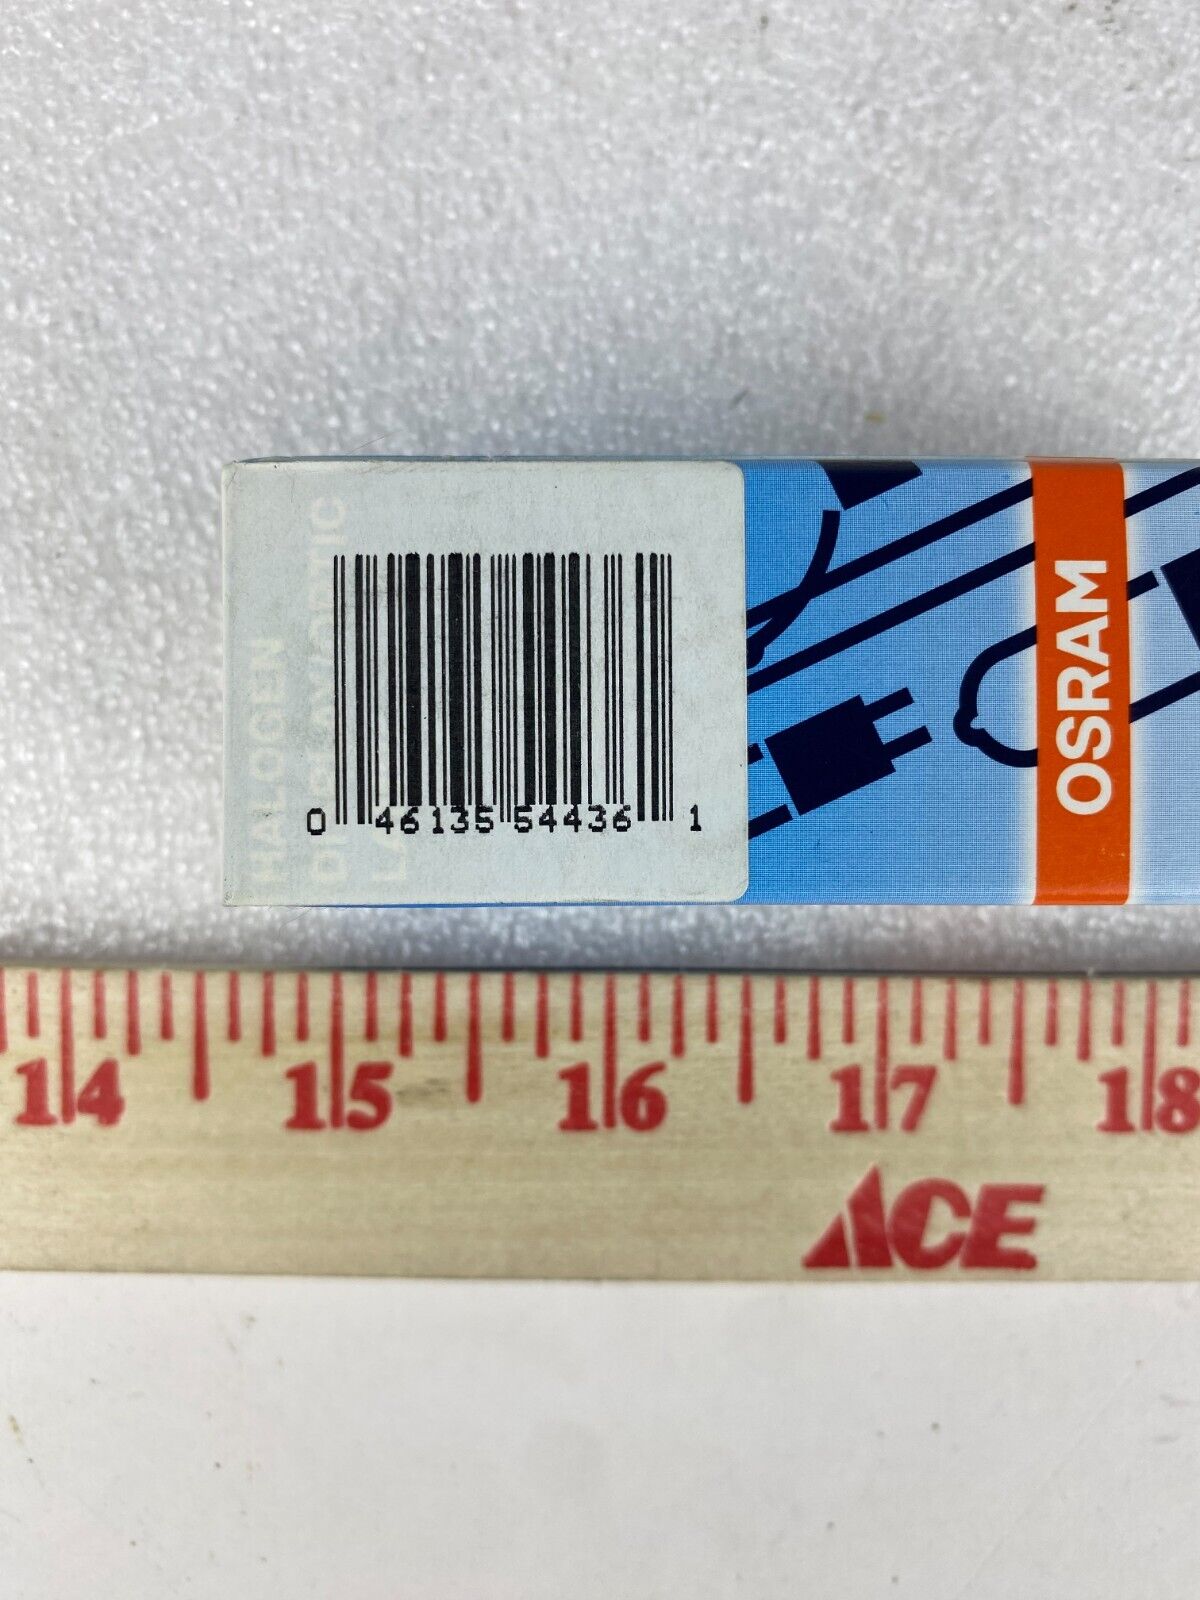 HALOGEN
0 46135 54436 1
OSRAM
14 15 16 17 18
ACE